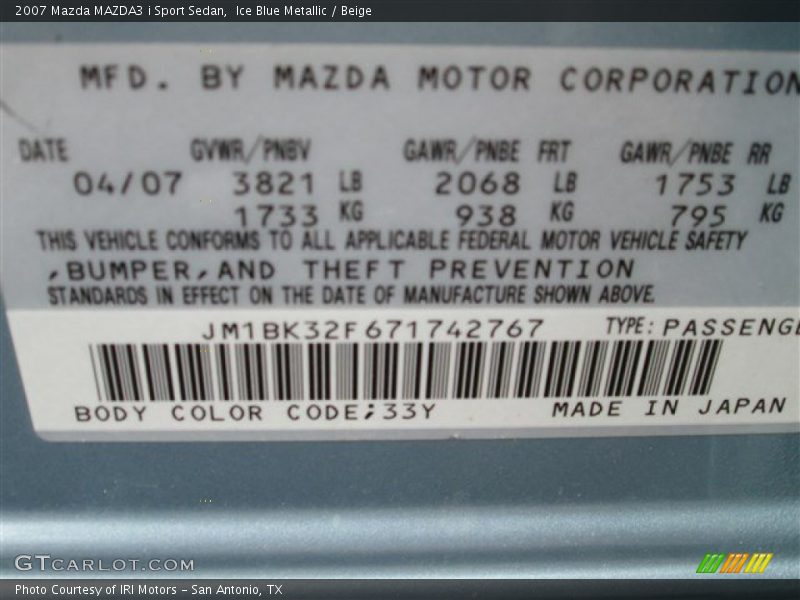 2007 Mazda MAZDA3 i Sport Sedan,  Ice Blue Metallic / Beige
MFD. BY MAZDA MOTOR CORPORATION
DATE GVWR/PNBV GAWR/PNBE FRT GAWR/PNBE RR
04/07 3821 LB 2068 LB 1753 LB
1733 KG 938 KG 795 KG
THIS VEHICLE CONFORMS TO ALL APPLICABLE FEDERAL MOTOR VEHICLE SAFETY
,BUMPER,AND THEFT PREVENTION
STANDARDS IN EFFECT ON THE DATE OF MANUFACTURE SHOWN ABOVE.
JM1BK32F671742767 TYPE: PASSENGE
BODY COLOR CODE;33Y MADE IN JAPAN
GTCARLOT.COM
Photo Courtesy of IRI Motors – San Antonio, TX